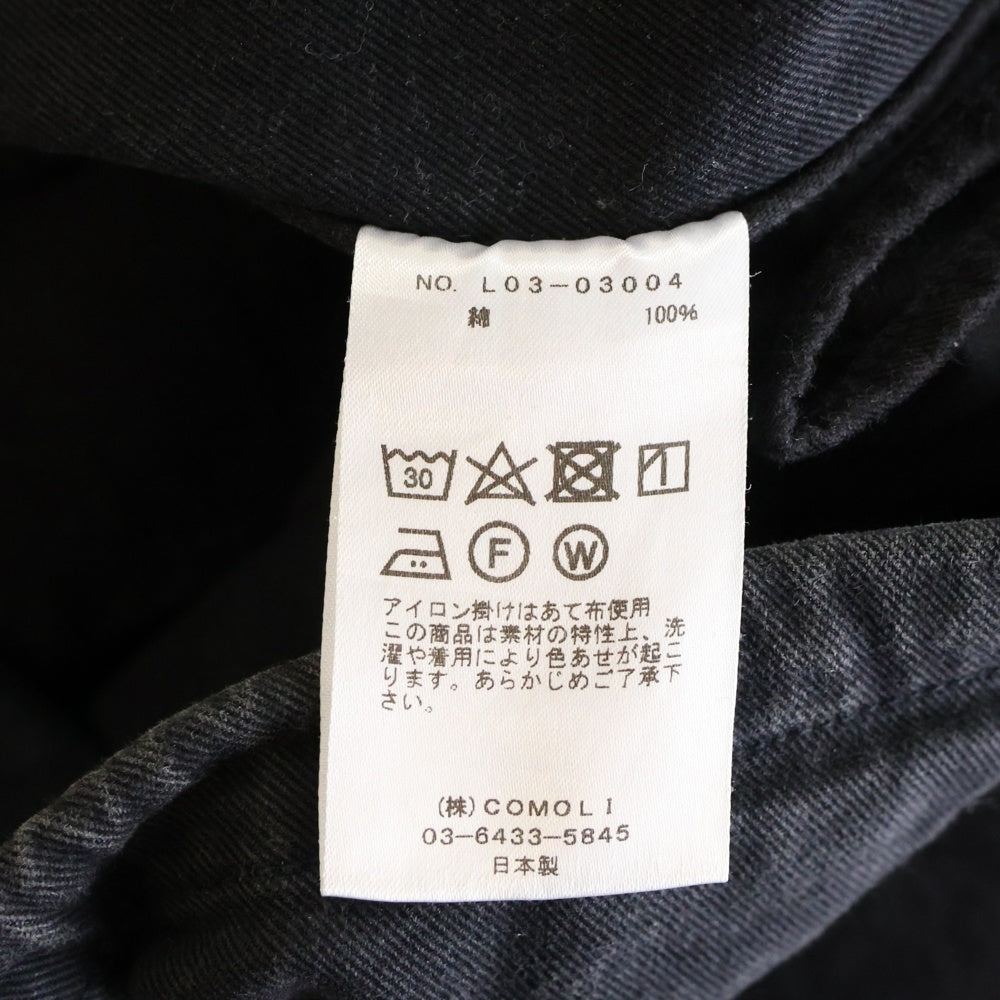 NO. L03-03004
綿 100%
30
F W
アイロン掛けはあて布使用
この商品は素材の特性上、洗
濯や着用により色あせが起こ
ります。あらかじめご了承下
さい。
(株)COMOLI
03-6433-5845
日本製